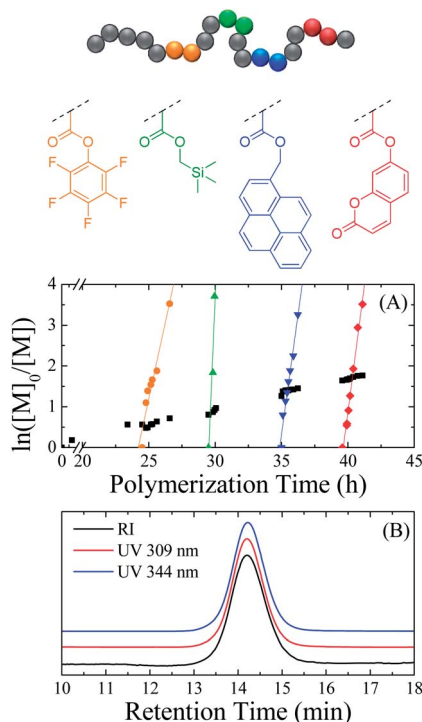 O O
F F
F F
F
O O
Si
O O
O O
O O
(A)
ln([M]₀/[M])
4
3
2
1
0
0 20 25 30 35 40 45
Polymerization Time (h)
(B)
RI
UV 309 nm
UV 344 nm
10 11 12 13 14 15 16 17 18
Retention Time (min)